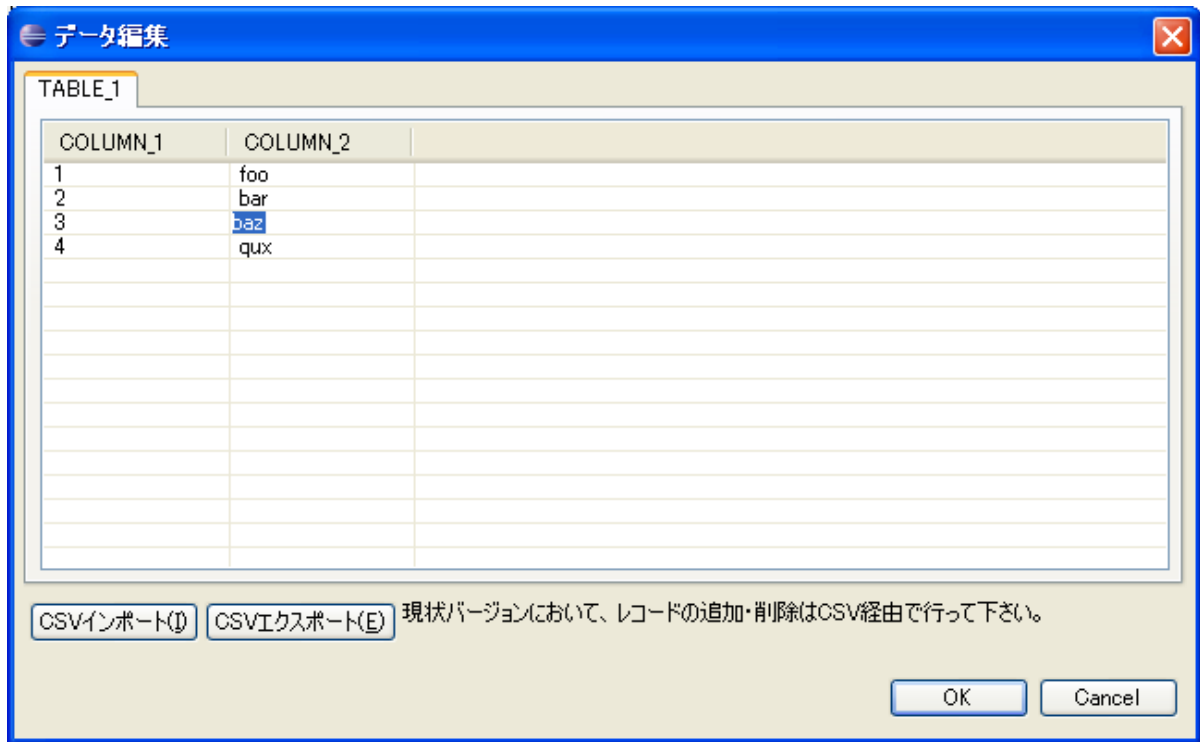 データ編集
TABLE_1
COLUMN_1 COLUMN_2
1 foo
2 bar
3 baz
4 qux
CSVインポート(I) CSVエクスポート(E) 現状バージョンにおいて、レコードの追加・削除はCSV経由で行って下さい。
OK Cancel